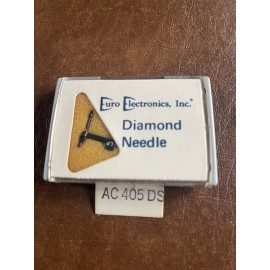 Euro Electronics, Inc.®
Diamond
Needle
AC 405 DS